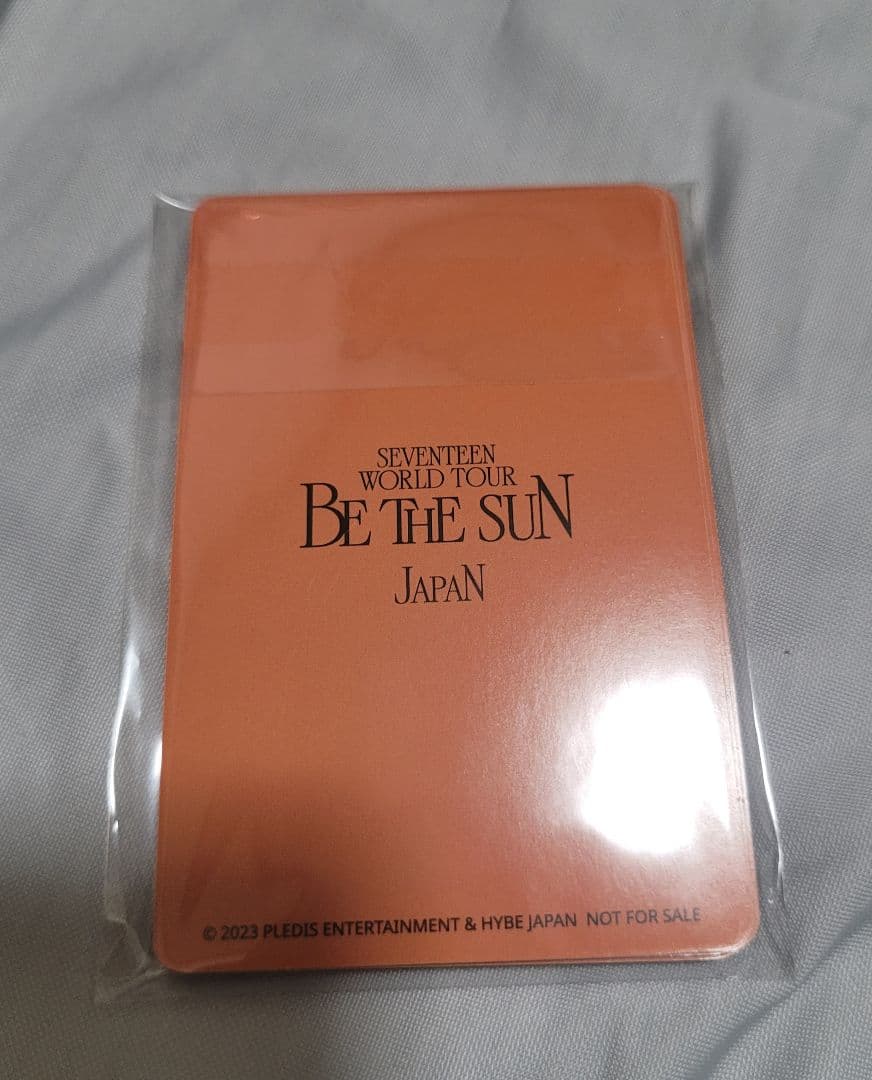 SEVENTEEN
WORLD TOUR
BE THE SUN
JAPAN
© 2023 PLEDIS ENTERTAINMENT & HYBE JAPAN NOT FOR SALE